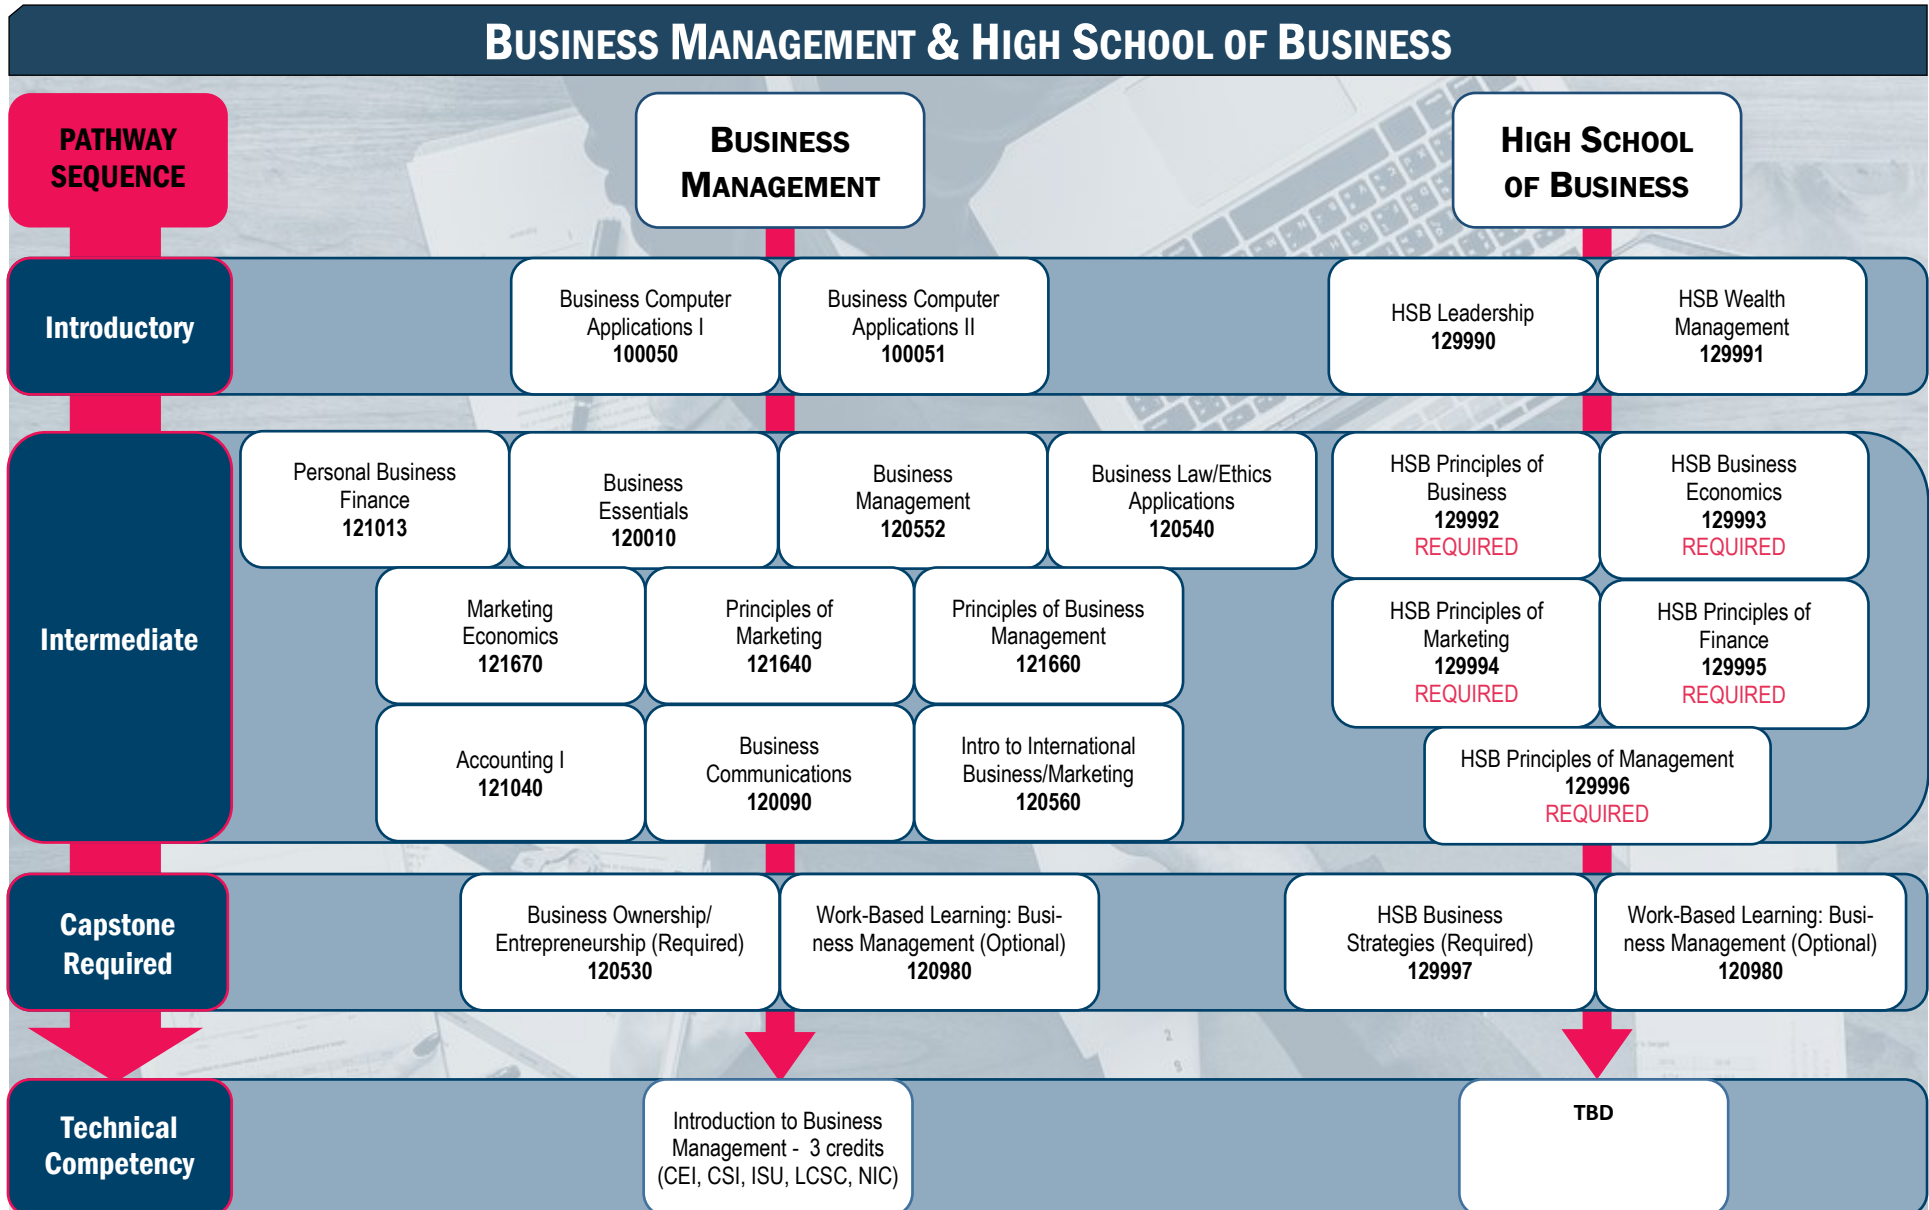 BUSINESS MANAGEMENT & HIGH SCHOOL OF BUSINESS
PATHWAY
SEQUENCE
BUSINESS
MANAGEMENT
HIGH SCHOOL
OF BUSINESS
Introductory
Business Computer
Applications I
100050
Business Computer
Applications II
100051
HSB Leadership
129990
HSB Wealth
Management
129991
Intermediate
Personal Business
Finance
121013
Business
Essentials
120010
Business
Management
120552
Business Law/Ethics
Applications
120540
HSB Principles of
Business
129992
REQUIRED
HSB Business
Economics
129993
REQUIRED
Marketing
Economics
121670
Principles of
Marketing
121640
Principles of Business
Management
121660
HSB Principles of
Marketing
129994
REQUIRED
HSB Principles of
Finance
129995
REQUIRED
Accounting I
121040
Business
Communications
120090
Intro to International
Business/Marketing
120560
HSB Principles of Management
129996
REQUIRED
Capstone
Required
Business Ownership/
Entrepreneurship (Required)
120530
Work-Based Learning: Busi-
ness Management (Optional)
120980
HSB Business
Strategies (Required)
129997
Work-Based Learning: Busi-
ness Management (Optional)
120980
Technical
Competency
Introduction to Business
Management - 3 credits
(CEI, CSI, ISU, LCSC, NIC)
TBD